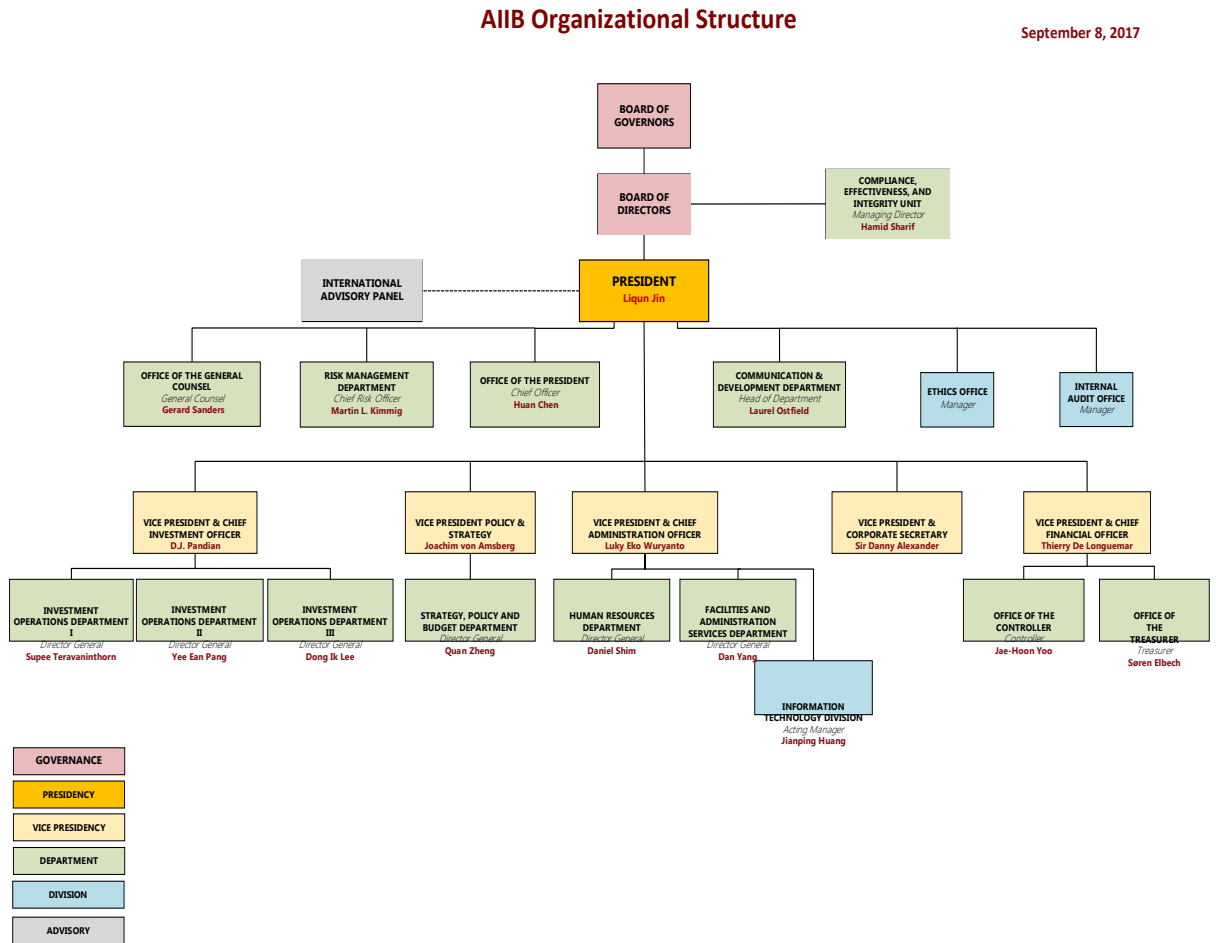 AIIB Organizational Structure
September 8, 2017
BOARD OF
GOVERNORS
BOARD OF
DIRECTORS
COMPLIANCE,
EFFECTIVENESS, AND
INTEGRITY UNIT
Managing Director
Hamid Sharif
INTERNATIONAL
ADVISORY PANEL
PRESIDENT
Liqun Jin
OFFICE OF THE GENERAL
COUNSEL
General Counsel
Gerard Sanders
RISK MANAGEMENT
DEPARTMENT
Chief Risk Officer
Martin L. Kimmig
OFFICE OF THE PRESIDENT
Chief Officer
Huan Chen
COMMUNICATION &
DEVELOPMENT DEPARTMENT
Head of Department
Laurel Ostfield
ETHICS OFFICE
Manager
INTERNAL
AUDIT OFFICE
Manager
VICE PRESIDENT & CHIEF
INVESTMENT OFFICER
D.J. Pandian
VICE PRESIDENT POLICY &
STRATEGY
Joachim von Amsberg
VICE PRESIDENT & CHIEF
ADMINISTRATION OFFICER
Luky Eko Wuryanto
VICE PRESIDENT &
CORPORATE SECRETARY
Sir Danny Alexander
VICE PRESIDENT & CHIEF
FINANCIAL OFFICER
Thierry De Longuemar
INVESTMENT
OPERATIONS DEPARTMENT
I
Director General
Supee Teravaninthorn
INVESTMENT
OPERATIONS DEPARTMENT
II
Director General
Yee Ean Pang
INVESTMENT
OPERATIONS DEPARTMENT
III
Director General
Dong Ik Lee
STRATEGY, POLICY AND
BUDGET DEPARTMENT
Director General
Quan Zheng
HUMAN RESOURCES
DEPARTMENT
Director General
Daniel Shim
FACILITIES AND
ADMINISTRATION
SERVICES DEPARTMENT
Director General
Dan Yang
OFFICE OF THE
CONTROLLER
Controller
Jae-Hoon Yoo
OFFICE OF
THE
TREASURER
Treasurer
Søren Elbech
INFORMATION
TECHNOLOGY DIVISION
Acting Manager
Jianping Huang
GOVERNANCE
PRESIDENCY
VICE PRESIDENCY
DEPARTMENT
DIVISION
ADVISORY